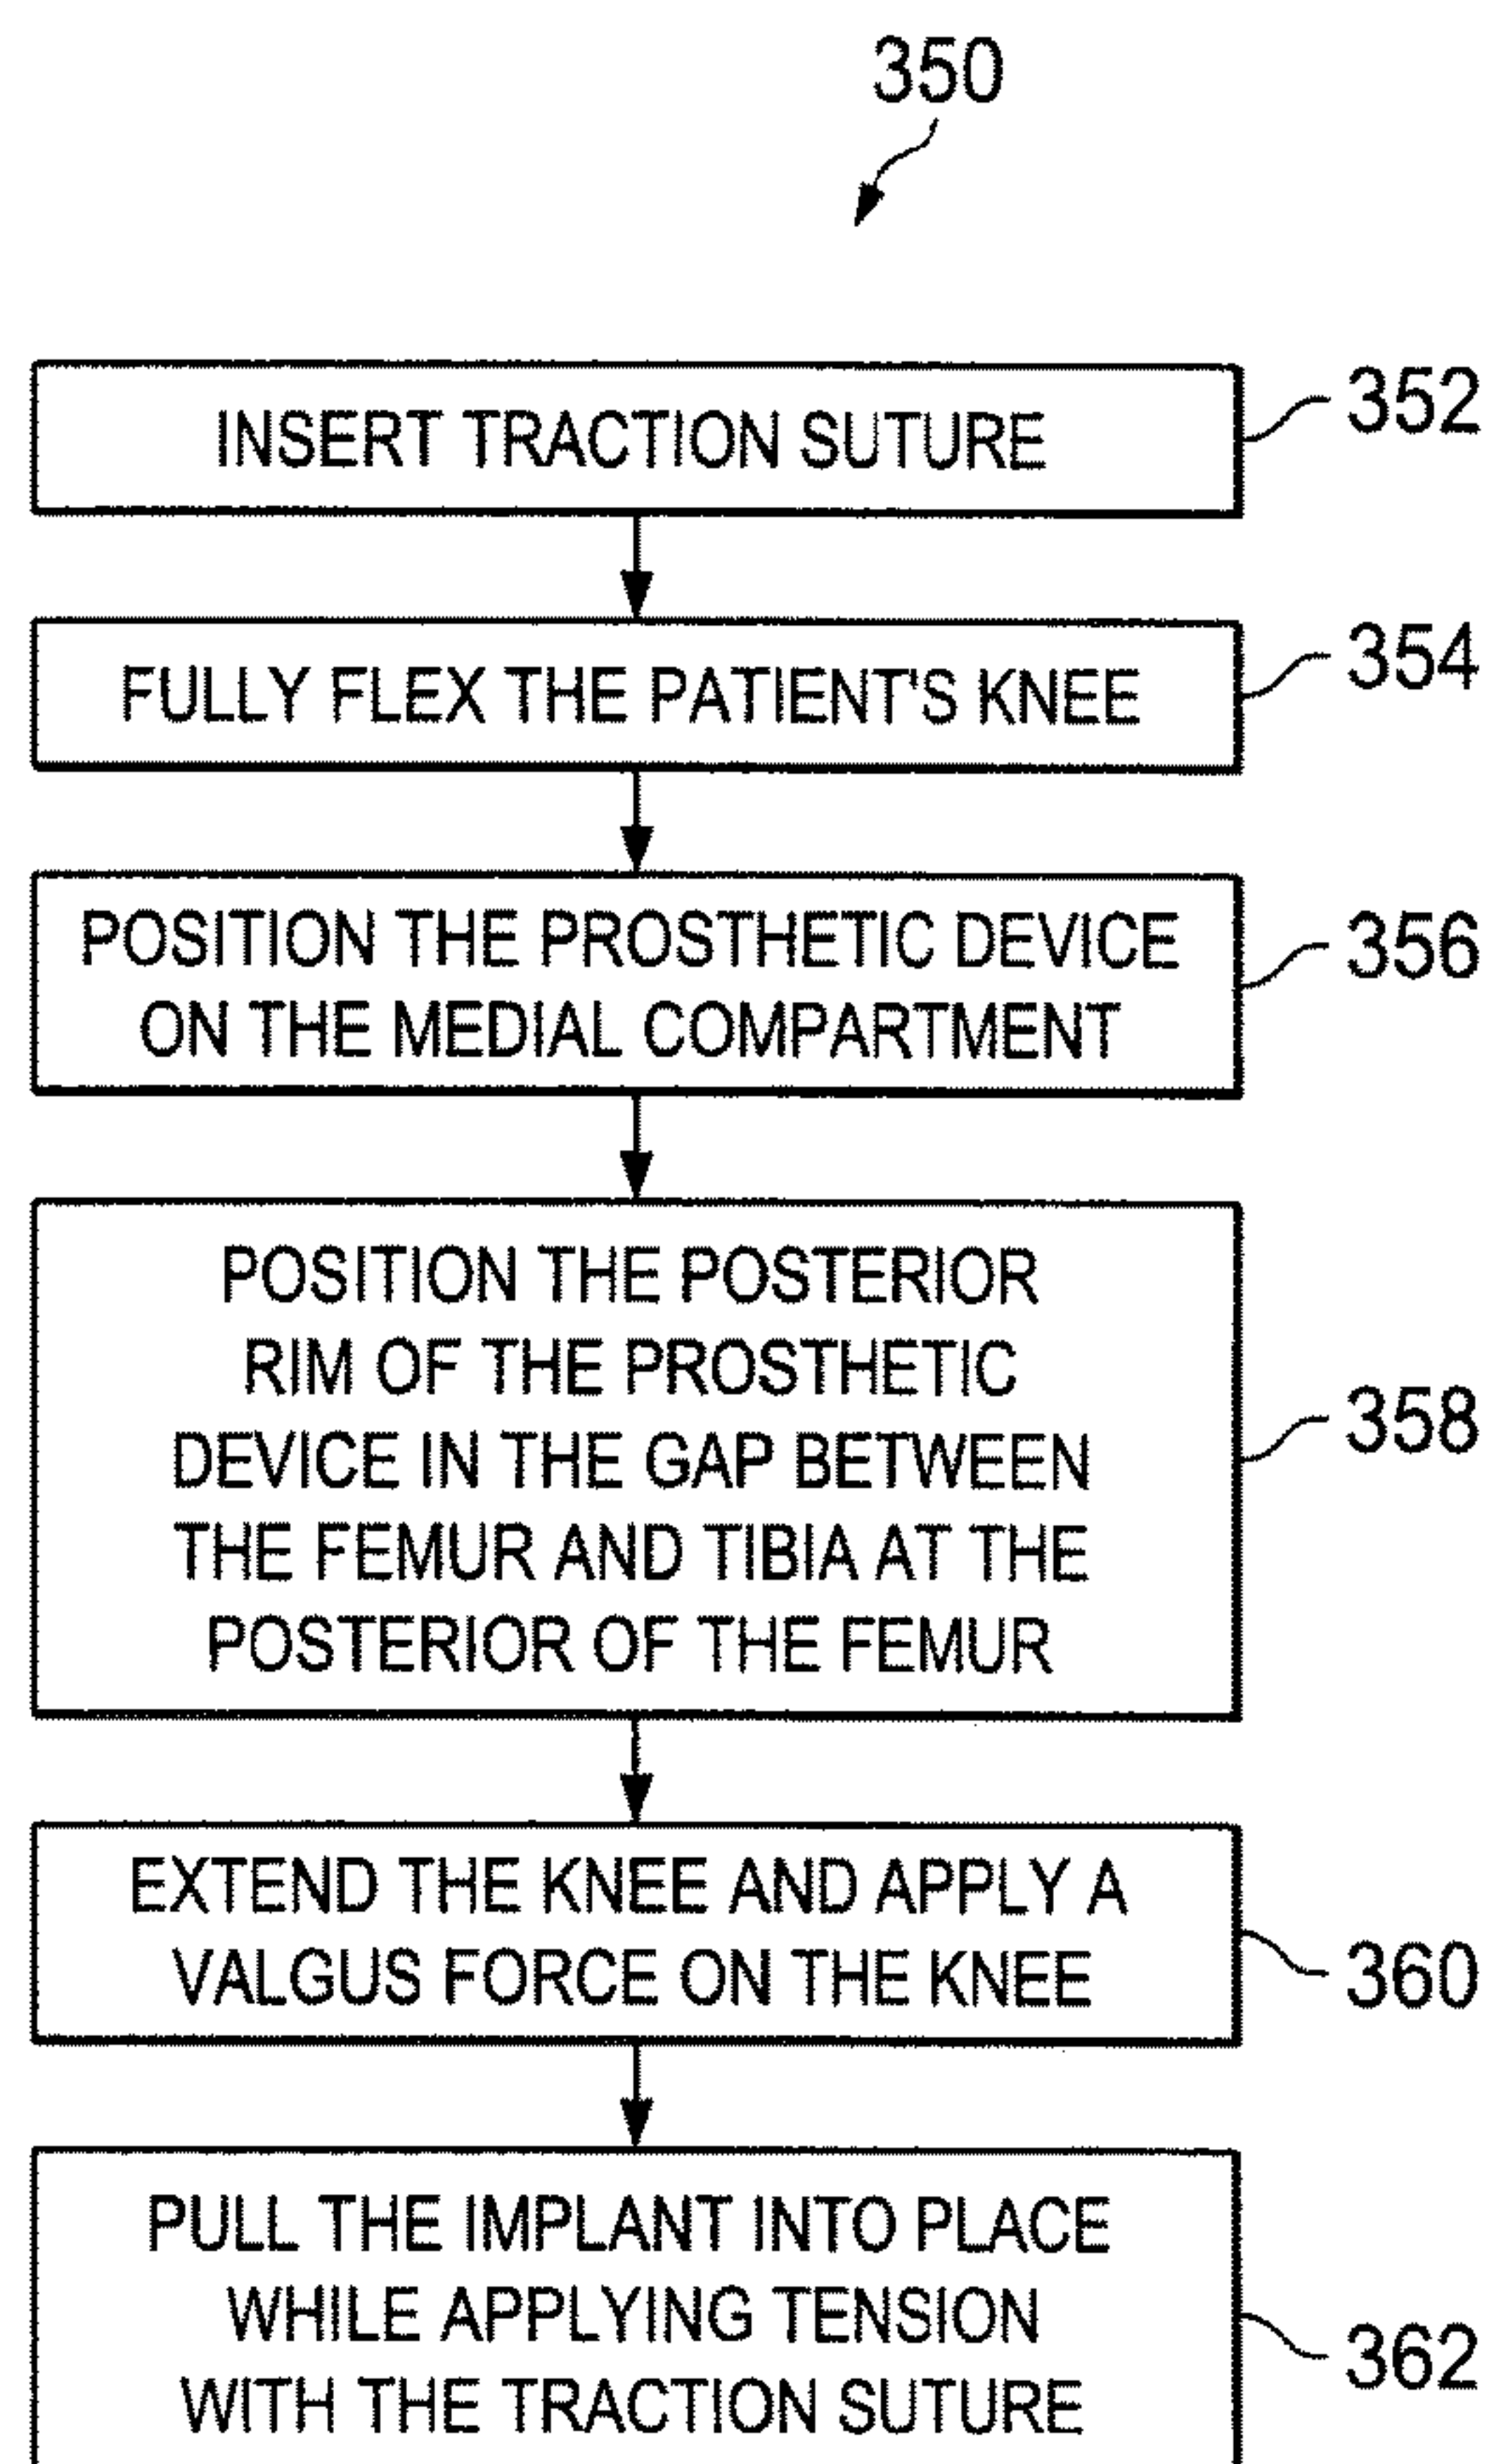 350
INSERT TRACTION SUTURE
352
FULLY FLEX THE PATIENT'S KNEE
354
POSITION THE PROSTHETIC DEVICE
ON THE MEDIAL COMPARTMENT
356
POSITION THE POSTERIOR
RIM OF THE PROSTHETIC
DEVICE IN THE GAP BETWEEN
THE FEMUR AND TIBIA AT THE
POSTERIOR OF THE FEMUR
358
EXTEND THE KNEE AND APPLY A
VALGUS FORCE ON THE KNEE
360
PULL THE IMPLANT INTO PLACE
WHILE APPLYING TENSION
WITH THE TRACTION SUTURE
362